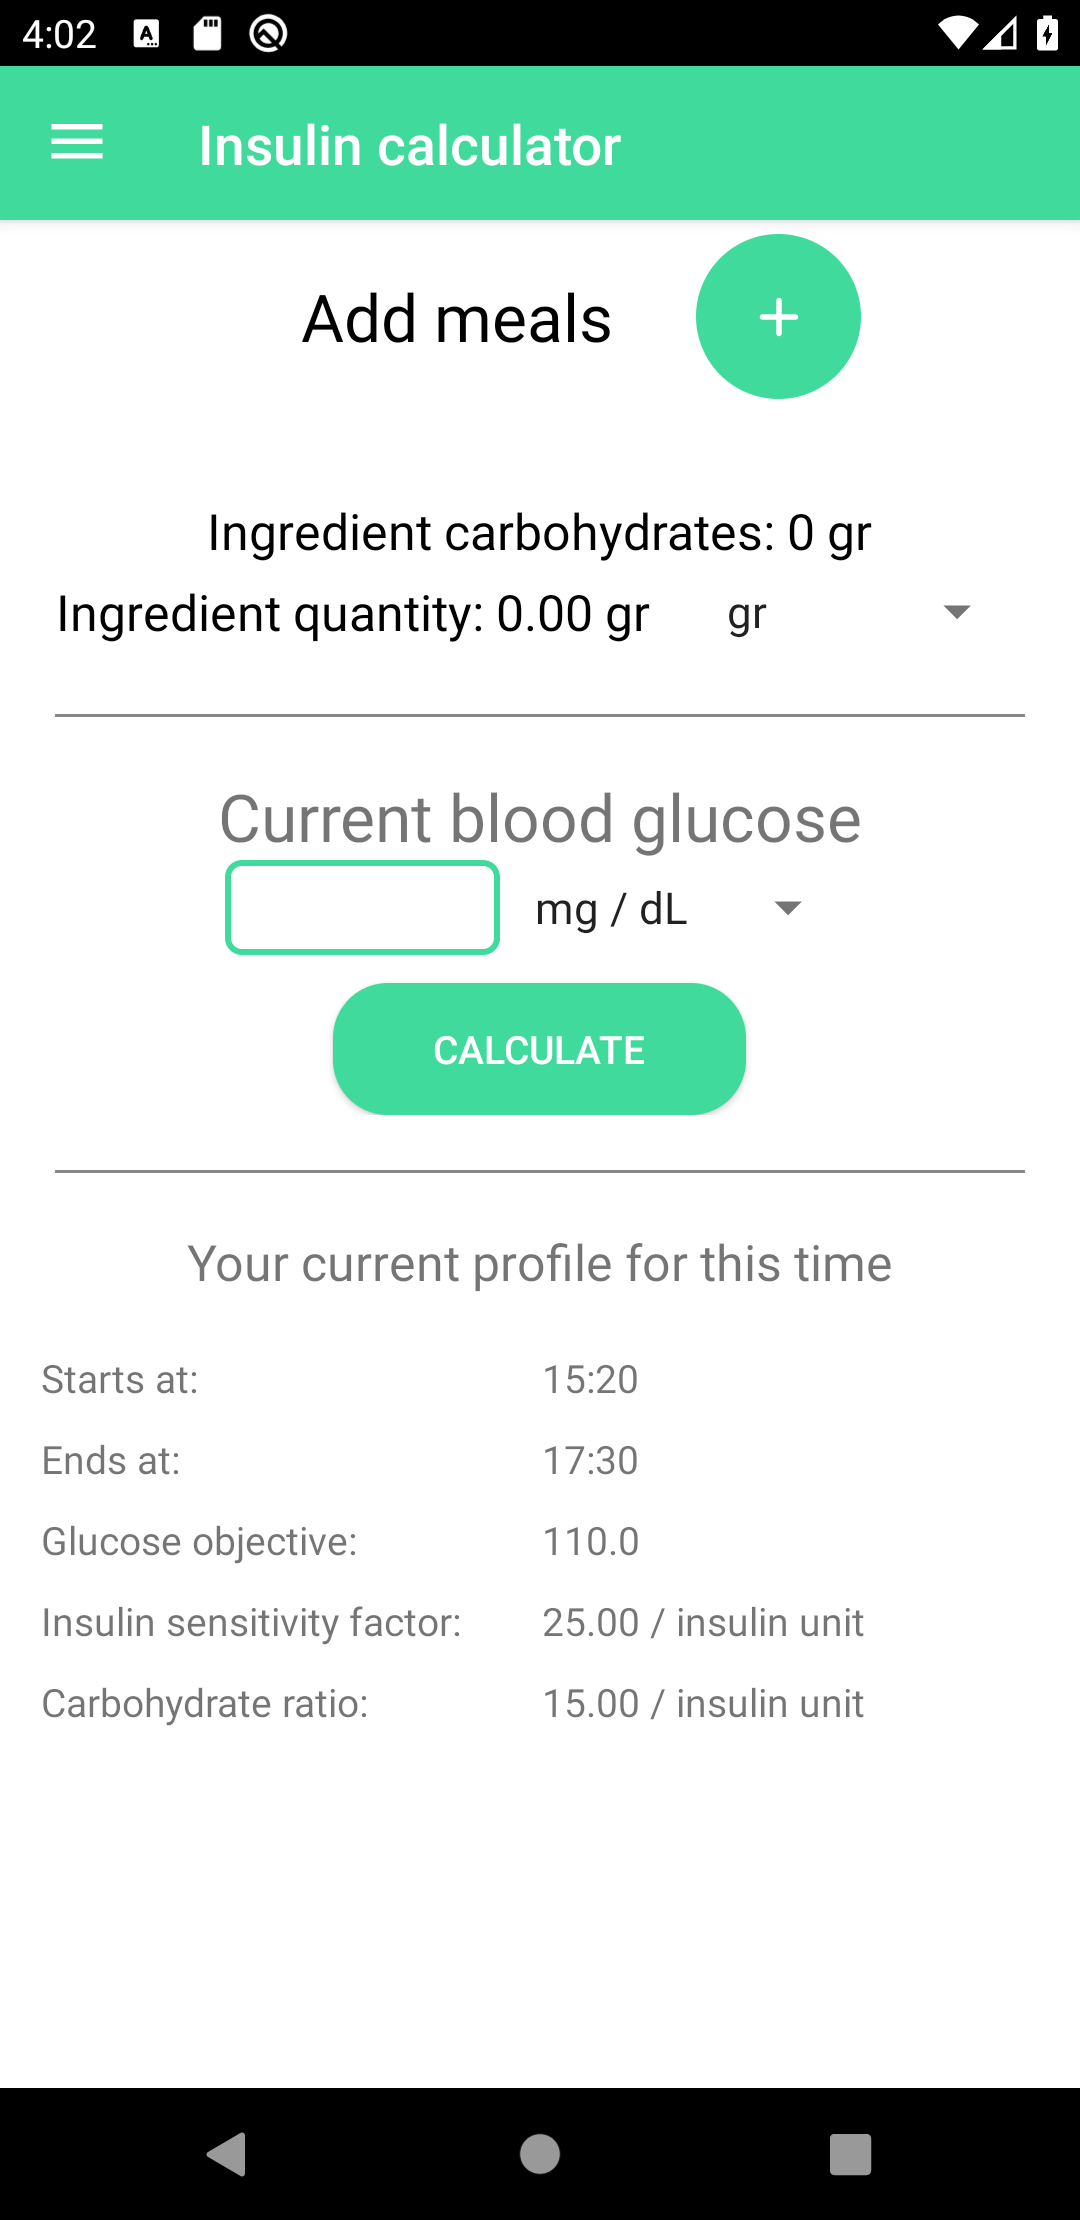 4:02
Insulin calculator
Add meals
Ingredient carbohydrates: 0 gr
Ingredient quantity: 0.00 gr gr
Current blood glucose
mg / dL
CALCULATE
Your current profile for this time
Starts at: 15:20
Ends at: 17:30
Glucose objective: 110.0
Insulin sensitivity factor: 25.00 / insulin unit
Carbohydrate ratio: 15.00 / insulin unit